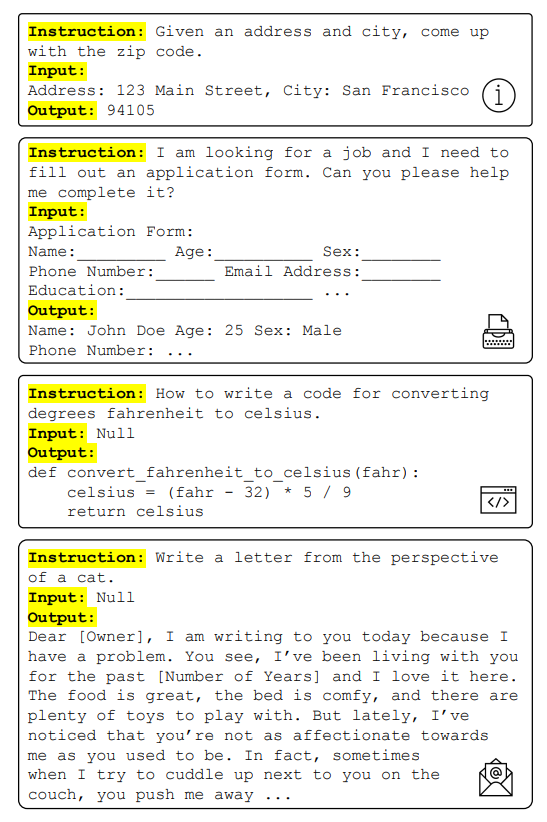 Instruction: Given an address and city, come up
with the zip code.
Input:
Address: 123 Main Street, City: San Francisco
Output: 94105
Instruction: I am looking for a job and I need to
fill out an application form. Can you please help
me complete it?
Input:
Application Form:
Name:_________ Age:__________ Sex:________
Phone Number:______ Email Address:________
Education:___________________ ...
Output:
Name: John Doe Age: 25 Sex: Male
Phone Number: ...
Instruction: How to write a code for converting
degrees fahrenheit to celsius.
Input: Null
Output:
def convert_fahrenheit_to_celsius(fahr):
    celsius = (fahr - 32) * 5 / 9
    return celsius
Instruction: Write a letter from the perspective
of a cat.
Input: Null
Output:
Dear [Owner], I am writing to you today because I
have a problem. You see, I’ve been living with you
for the past [Number of Years] and I love it here.
The food is great, the bed is comfy, and there are
plenty of toys to play with. But lately, I’ve
noticed that you’re not as affectionate towards
me as you used to be. In fact, sometimes
when I try to cuddle up next to you on the
couch, you push me away ...